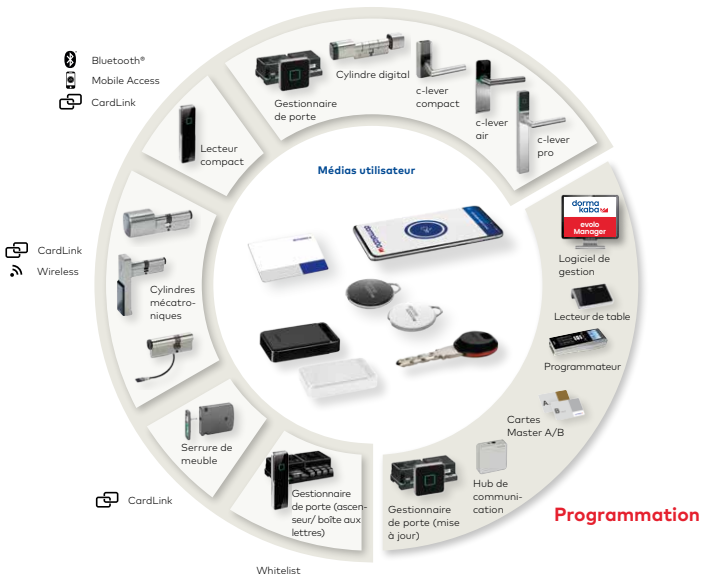 Bluetooth®
Mobile Access
CardLink
Gestionnaire
de porte
Cylindre digital
c-lever
compact
c-lever
air
c-lever
pro
Lecteur
compact
Médias utilisateur
dormakaba
dorma
kaba
evolo
Manager
Logiciel de
gestion
Lecteur de table
Programmateur
CardLink
Wireless
Cylindres
mécatro-
niques
A
B
Cartes
Master A/B
Serrure de
meuble
CardLink
Gestionnaire
de porte (ascen-
seur/ boîte aux
lettres)
Gestionnaire
de porte (mise
à jour)
Hub de
communi-
cation
Programmation
Whitelist